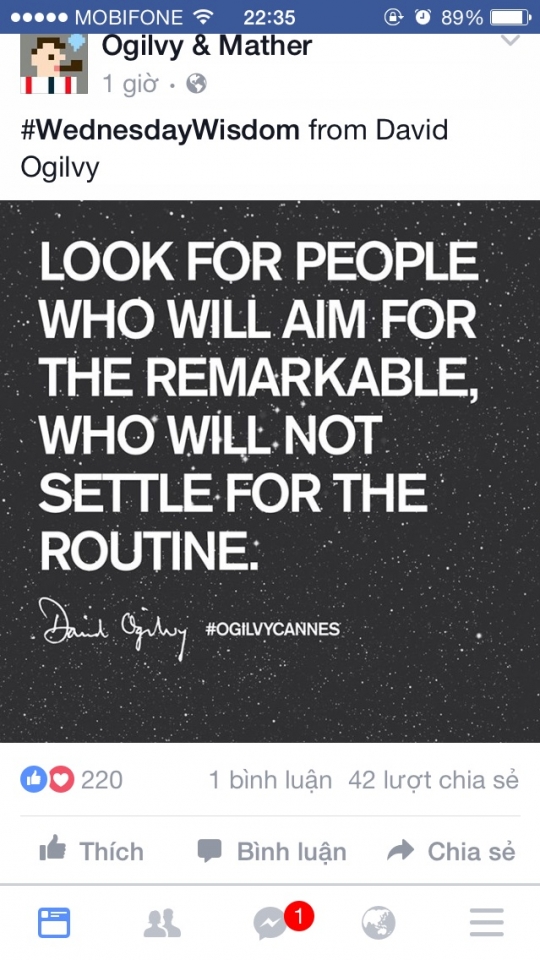 MOBIFONE 22:35 89%
Ogilvy & Mather
1 giờ
#WednesdayWisdom from David
Ogilvy
LOOK FOR PEOPLE
WHO WILL AIM FOR
THE REMARKABLE,
WHO WILL NOT
SETTLE FOR THE
ROUTINE.
David Ogilvy #OGILVYCANNES
220 1 bình luận 42 lượt chia sẻ
Thích Bình luận Chia sẻ
1